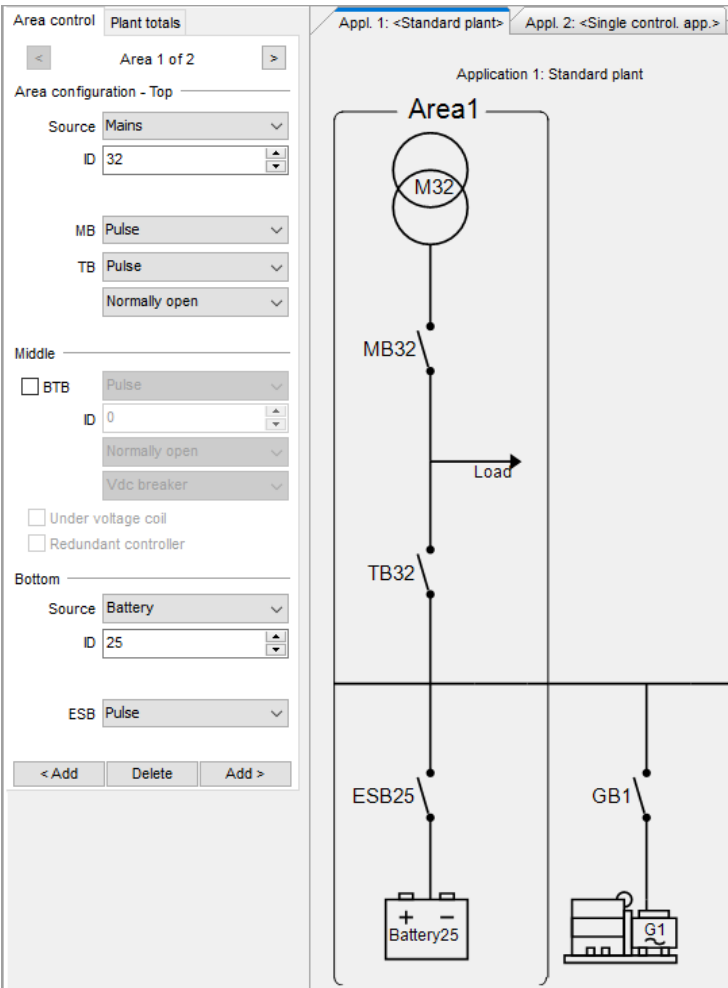 Area control
Plant totals
<
Area 1 of 2
>
Area configuration - Top
Source
Mains
ID
32
MB
Pulse
TB
Pulse
Normally open
Middle
BTB
Pulse
ID
0
Normally open
Vdc breaker
Under voltage coil
Redundant controller
Bottom
Source
Battery
ID
25
ESB
Pulse
< Add
Delete
Add >
Appl. 1: <Standard plant>
Appl. 2: <Single control. app.>
Application 1: Standard plant
Area1
M32
MB32
Load
TB32
ESB25
GB1
+ −
Battery25
G1